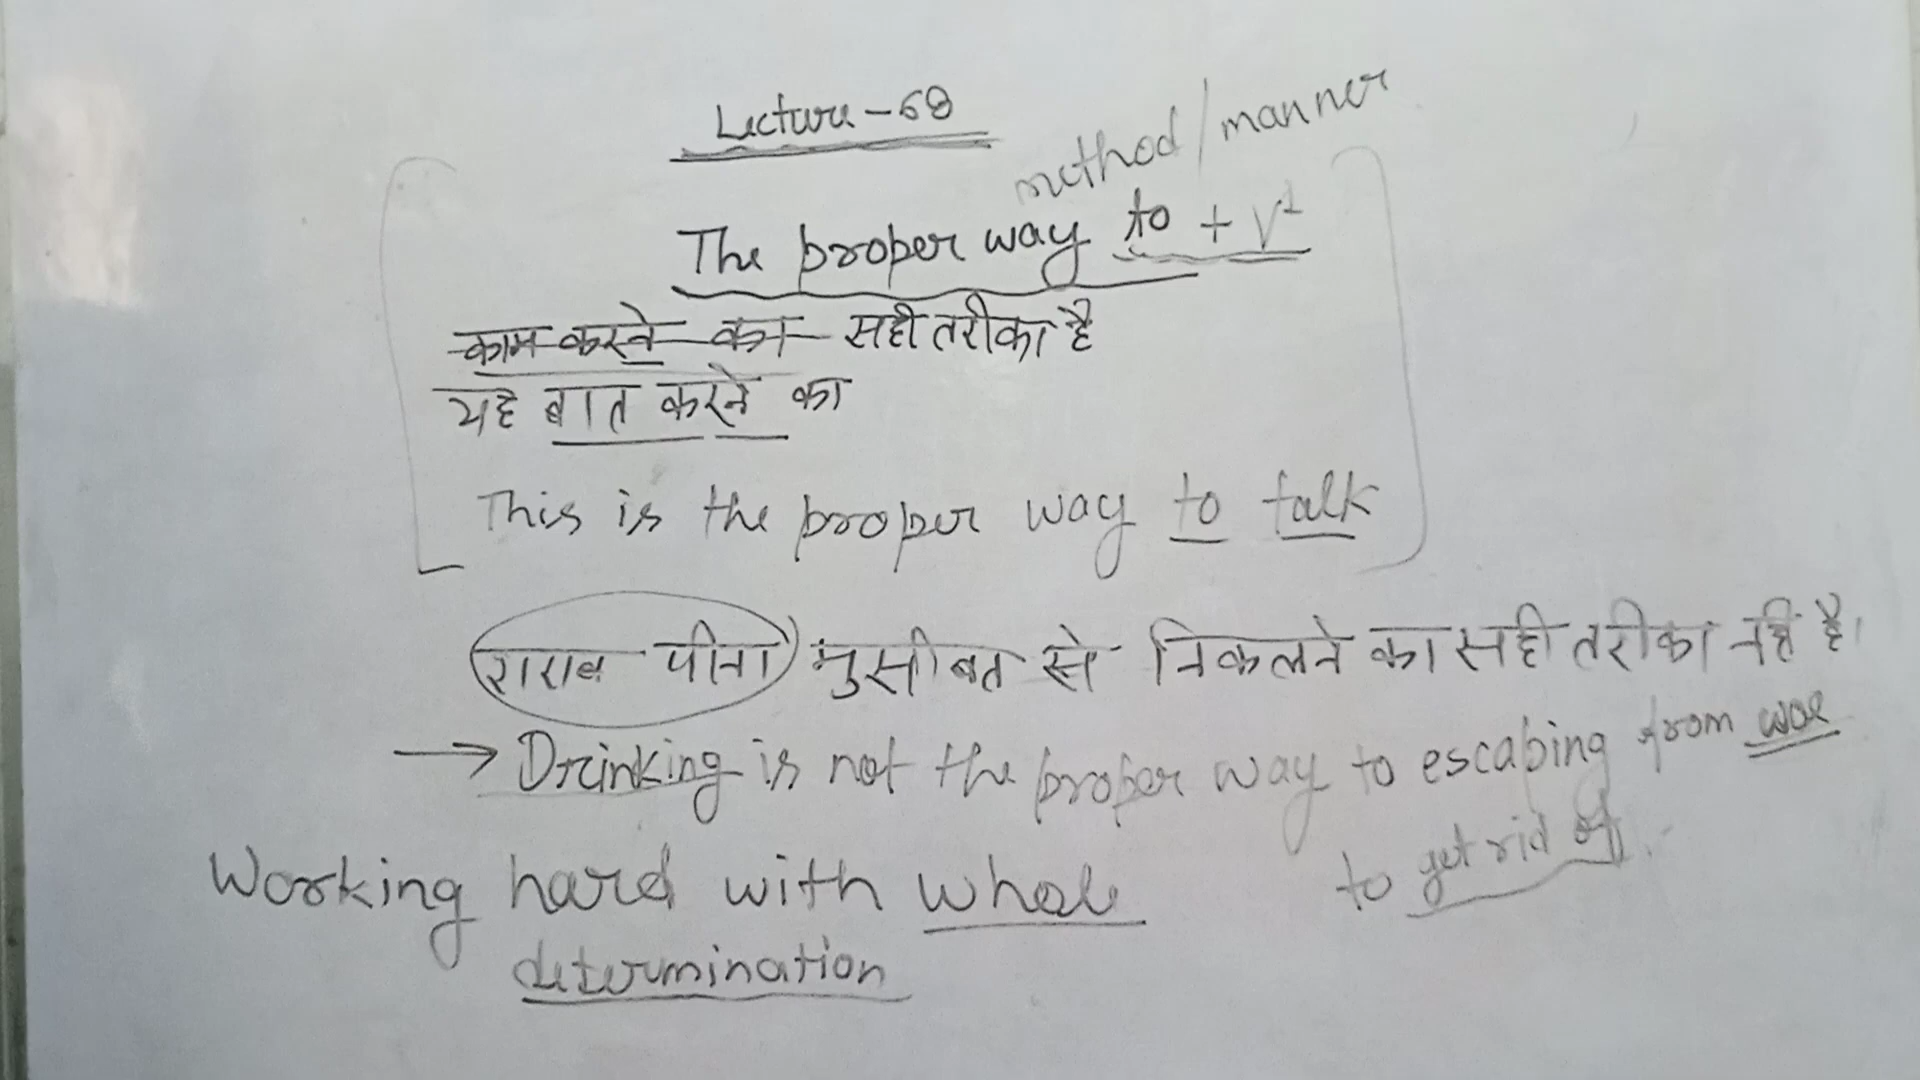 Lecture-68
method/manner
The proper way to + V¹
काम करने का सही तरीका है
यह बात करने का
This is the proper way to talk
शराब पीना मुसीबत से निकलने का सही तरीका नहीं है।
→ Drinking is not the proper way to escaping from woe
to get rid of
Working hard with whole
determination